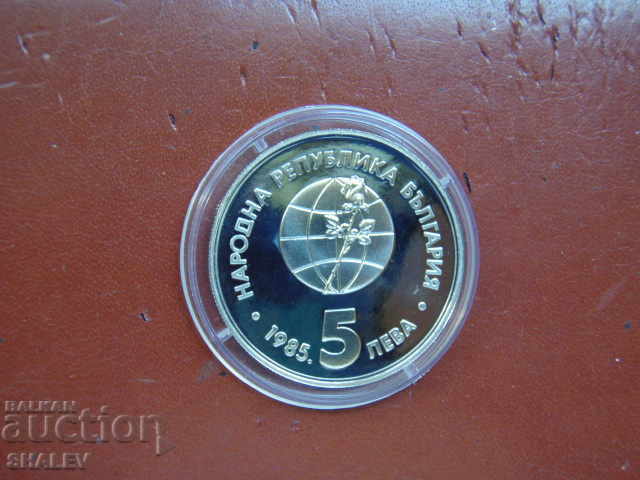 НАРОДНА РЕПУБЛИКА БЪЛГАРИЯ
• 1985. 5 ЛЕВА •
BALKAN
auction
SHALEV